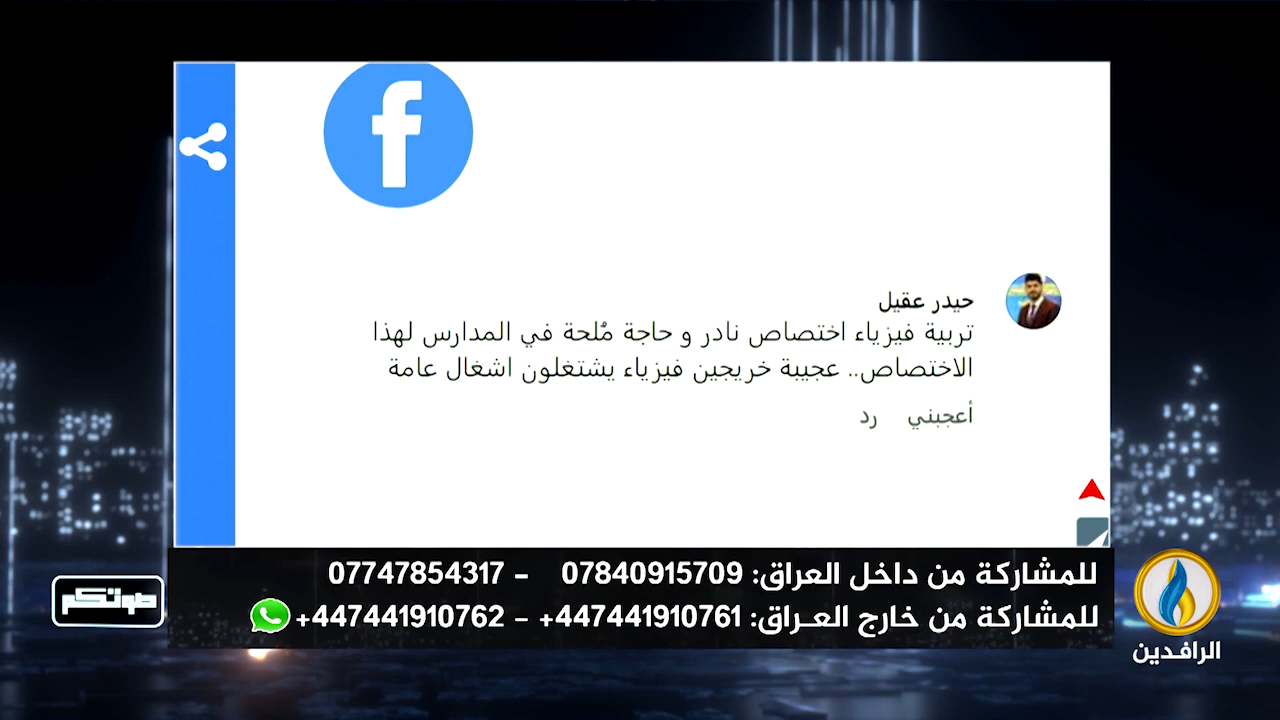 f
حيدر عقيل
تربية فيزياء اختصاص نادر و حاجة مُلحة في المدارس لهذا
الاختصاص.. عجيبة خريجين فيزياء يشتغلون اشغال عامة
أعجبني رد
للمشاركة من داخل العراق: 07840915709 - 07747854317
للمشاركة من خارج العـراق: 447441910761+ - 447441910762+
صوتكم
الرافدين